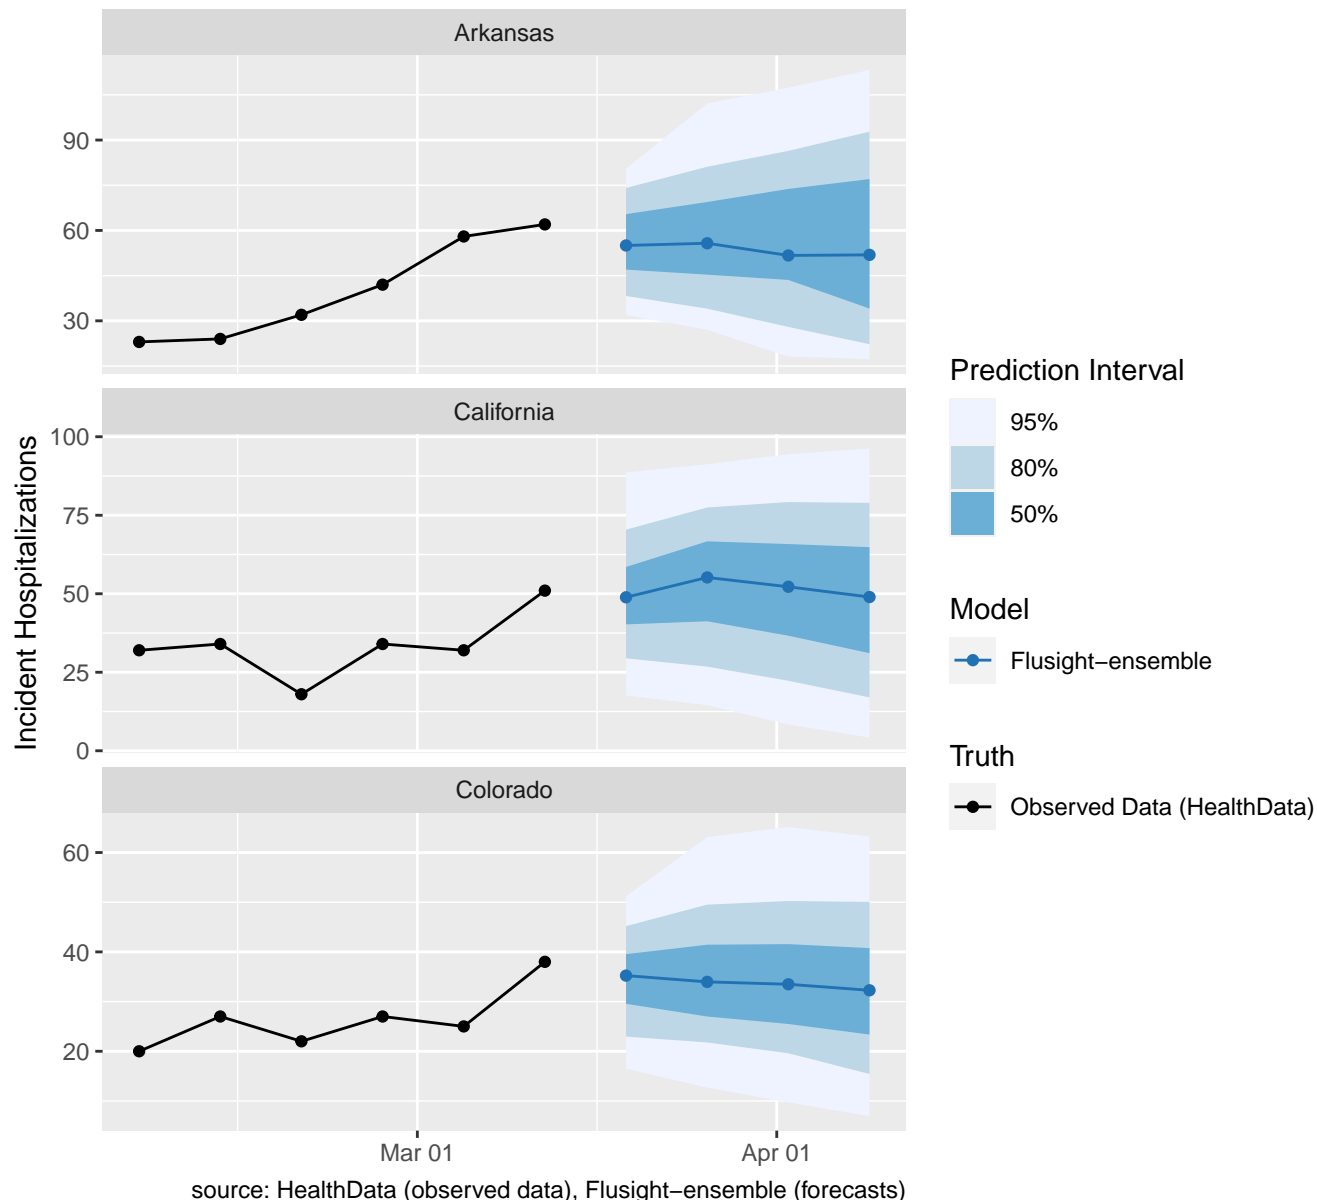 Arkansas
90
60
30
California
100
75
50
25
0
Colorado
60
40
20
Mar 01
Apr 01
Incident Hospitalizations
source: HealthData (observed data), Flusight−ensemble (forecasts)
Prediction Interval
95%
80%
50%
Model
Flusight−ensemble
Truth
Observed Data (HealthData)